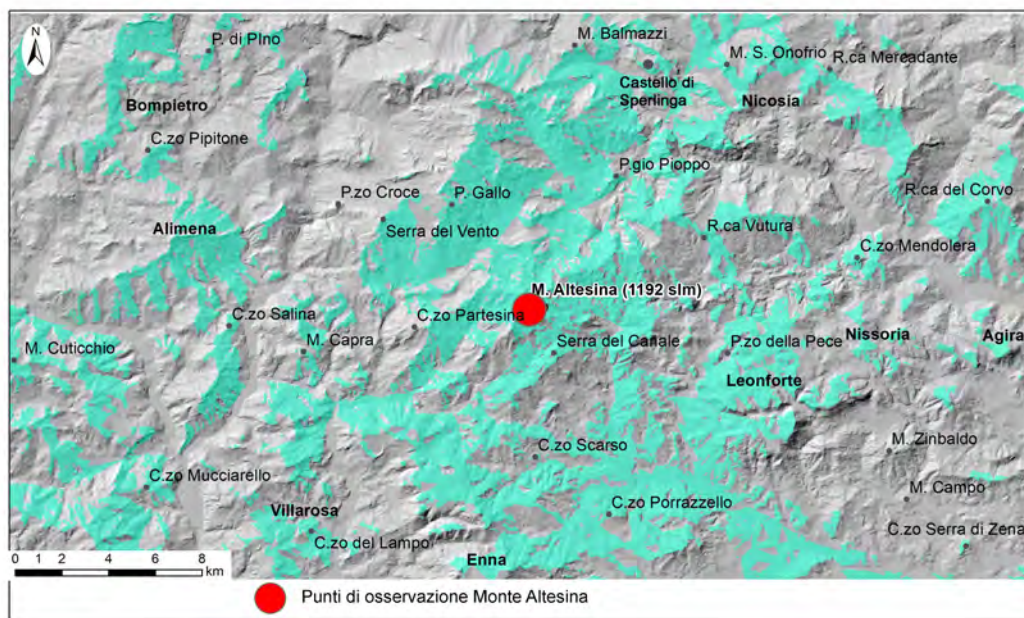 N
P. di PIno
M. Balmazzi
M. S. Onofrio
R.ca Mercadante
Castello di
Sperlinga
Nicosia
Bompietro
C.zo Pipitone
P.gio Pioppo
P.zo Croce
P. Gallo
R.ca del Corvo
Alimena
Serra del Vento
R.ca Vutura
C.zo Mendolera
M. Altesina (1192 slm)
C.zo Salina
C.zo Partesina
M. Capra
Serra del Canale
P.zo della Pece
Nissoria
Agira
M. Cuticchio
Leonforte
C.zo Scarso
M. Zinbaldo
C.zo Mucciarello
M. Campo
C.zo Porrazzello
Villarosa
C.zo Serra di Zena
C.zo del Lampo
Enna
0 1 2 4 6 8
km
Punti di osservazione Monte Altesina